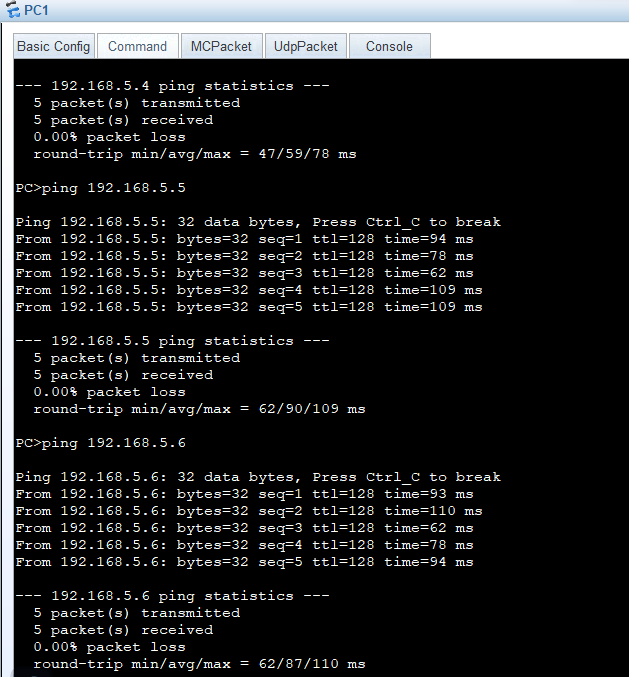 PC1
Basic Config Command MCPacket UdpPacket Console
--- 192.168.5.4 ping statistics ---
5 packet(s) transmitted
5 packet(s) received
0.00% packet loss
round-trip min/avg/max = 47/59/78 ms
PC>ping 192.168.5.5
Ping 192.168.5.5: 32 data bytes, Press Ctrl_C to break
From 192.168.5.5: bytes=32 seq=1 ttl=128 time=94 ms
From 192.168.5.5: bytes=32 seq=2 ttl=128 time=78 ms
From 192.168.5.5: bytes=32 seq=3 ttl=128 time=62 ms
From 192.168.5.5: bytes=32 seq=4 ttl=128 time=109 ms
From 192.168.5.5: bytes=32 seq=5 ttl=128 time=109 ms
--- 192.168.5.5 ping statistics ---
5 packet(s) transmitted
5 packet(s) received
0.00% packet loss
round-trip min/avg/max = 62/90/109 ms
PC>ping 192.168.5.6
Ping 192.168.5.6: 32 data bytes, Press Ctrl_C to break
From 192.168.5.6: bytes=32 seq=1 ttl=128 time=93 ms
From 192.168.5.6: bytes=32 seq=2 ttl=128 time=110 ms
From 192.168.5.6: bytes=32 seq=3 ttl=128 time=62 ms
From 192.168.5.6: bytes=32 seq=4 ttl=128 time=78 ms
From 192.168.5.6: bytes=32 seq=5 ttl=128 time=94 ms
--- 192.168.5.6 ping statistics ---
5 packet(s) transmitted
5 packet(s) received
0.00% packet loss
round-trip min/avg/max = 62/87/110 ms